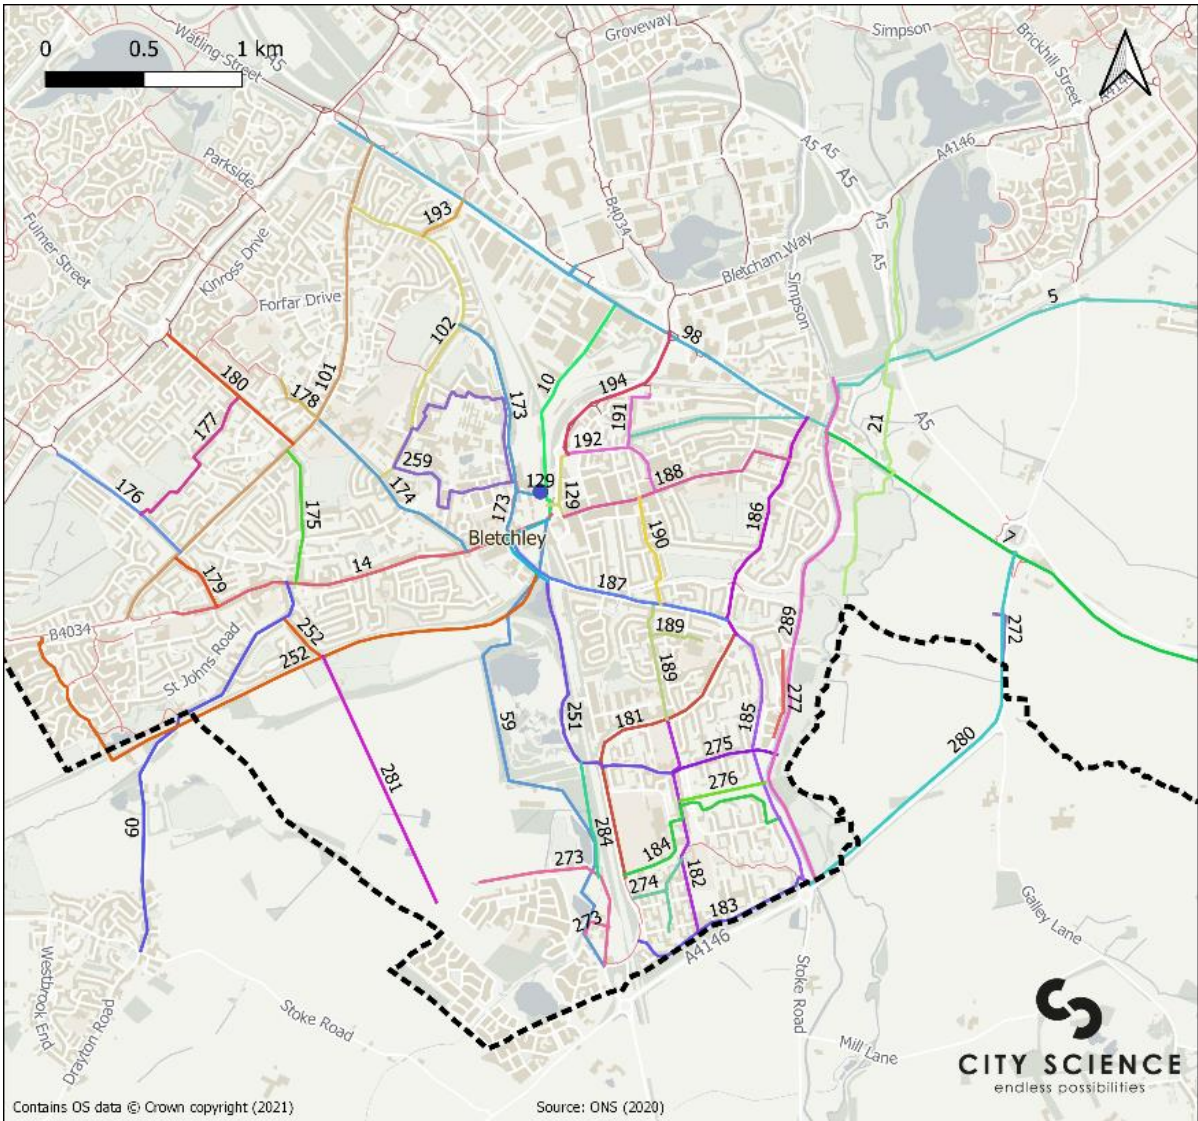 Groveway
Simpson
0 0.5 1 km
Watling Street
A5
Brickhill Street
A4146
A5
A5
A5
A4146
Parkside
B4034
A5
Fulmer Street
193
Kinross Drive
Bletcham Way
A5
Simpson
Forfar Drive
5
102
98
101
10
180
178
194
173
191
A5
177
21
192
259
188
176
174
129
129
175
173
186
190
Bletchley
7
14
187
179
289
B4034
252
189
272
St Johns Road
252
189
277
59
251
181
185
280
275
281
276
60
284
184
273
274
182
183
273
Galley Lane
A4146
Westbrook End
Drayton Road
Stoke Road
Stoke Road
Mill Lane
CITY SCIENCE
endless possibilities
Contains OS data © Crown copyright (2021)
Source: ONS (2020)